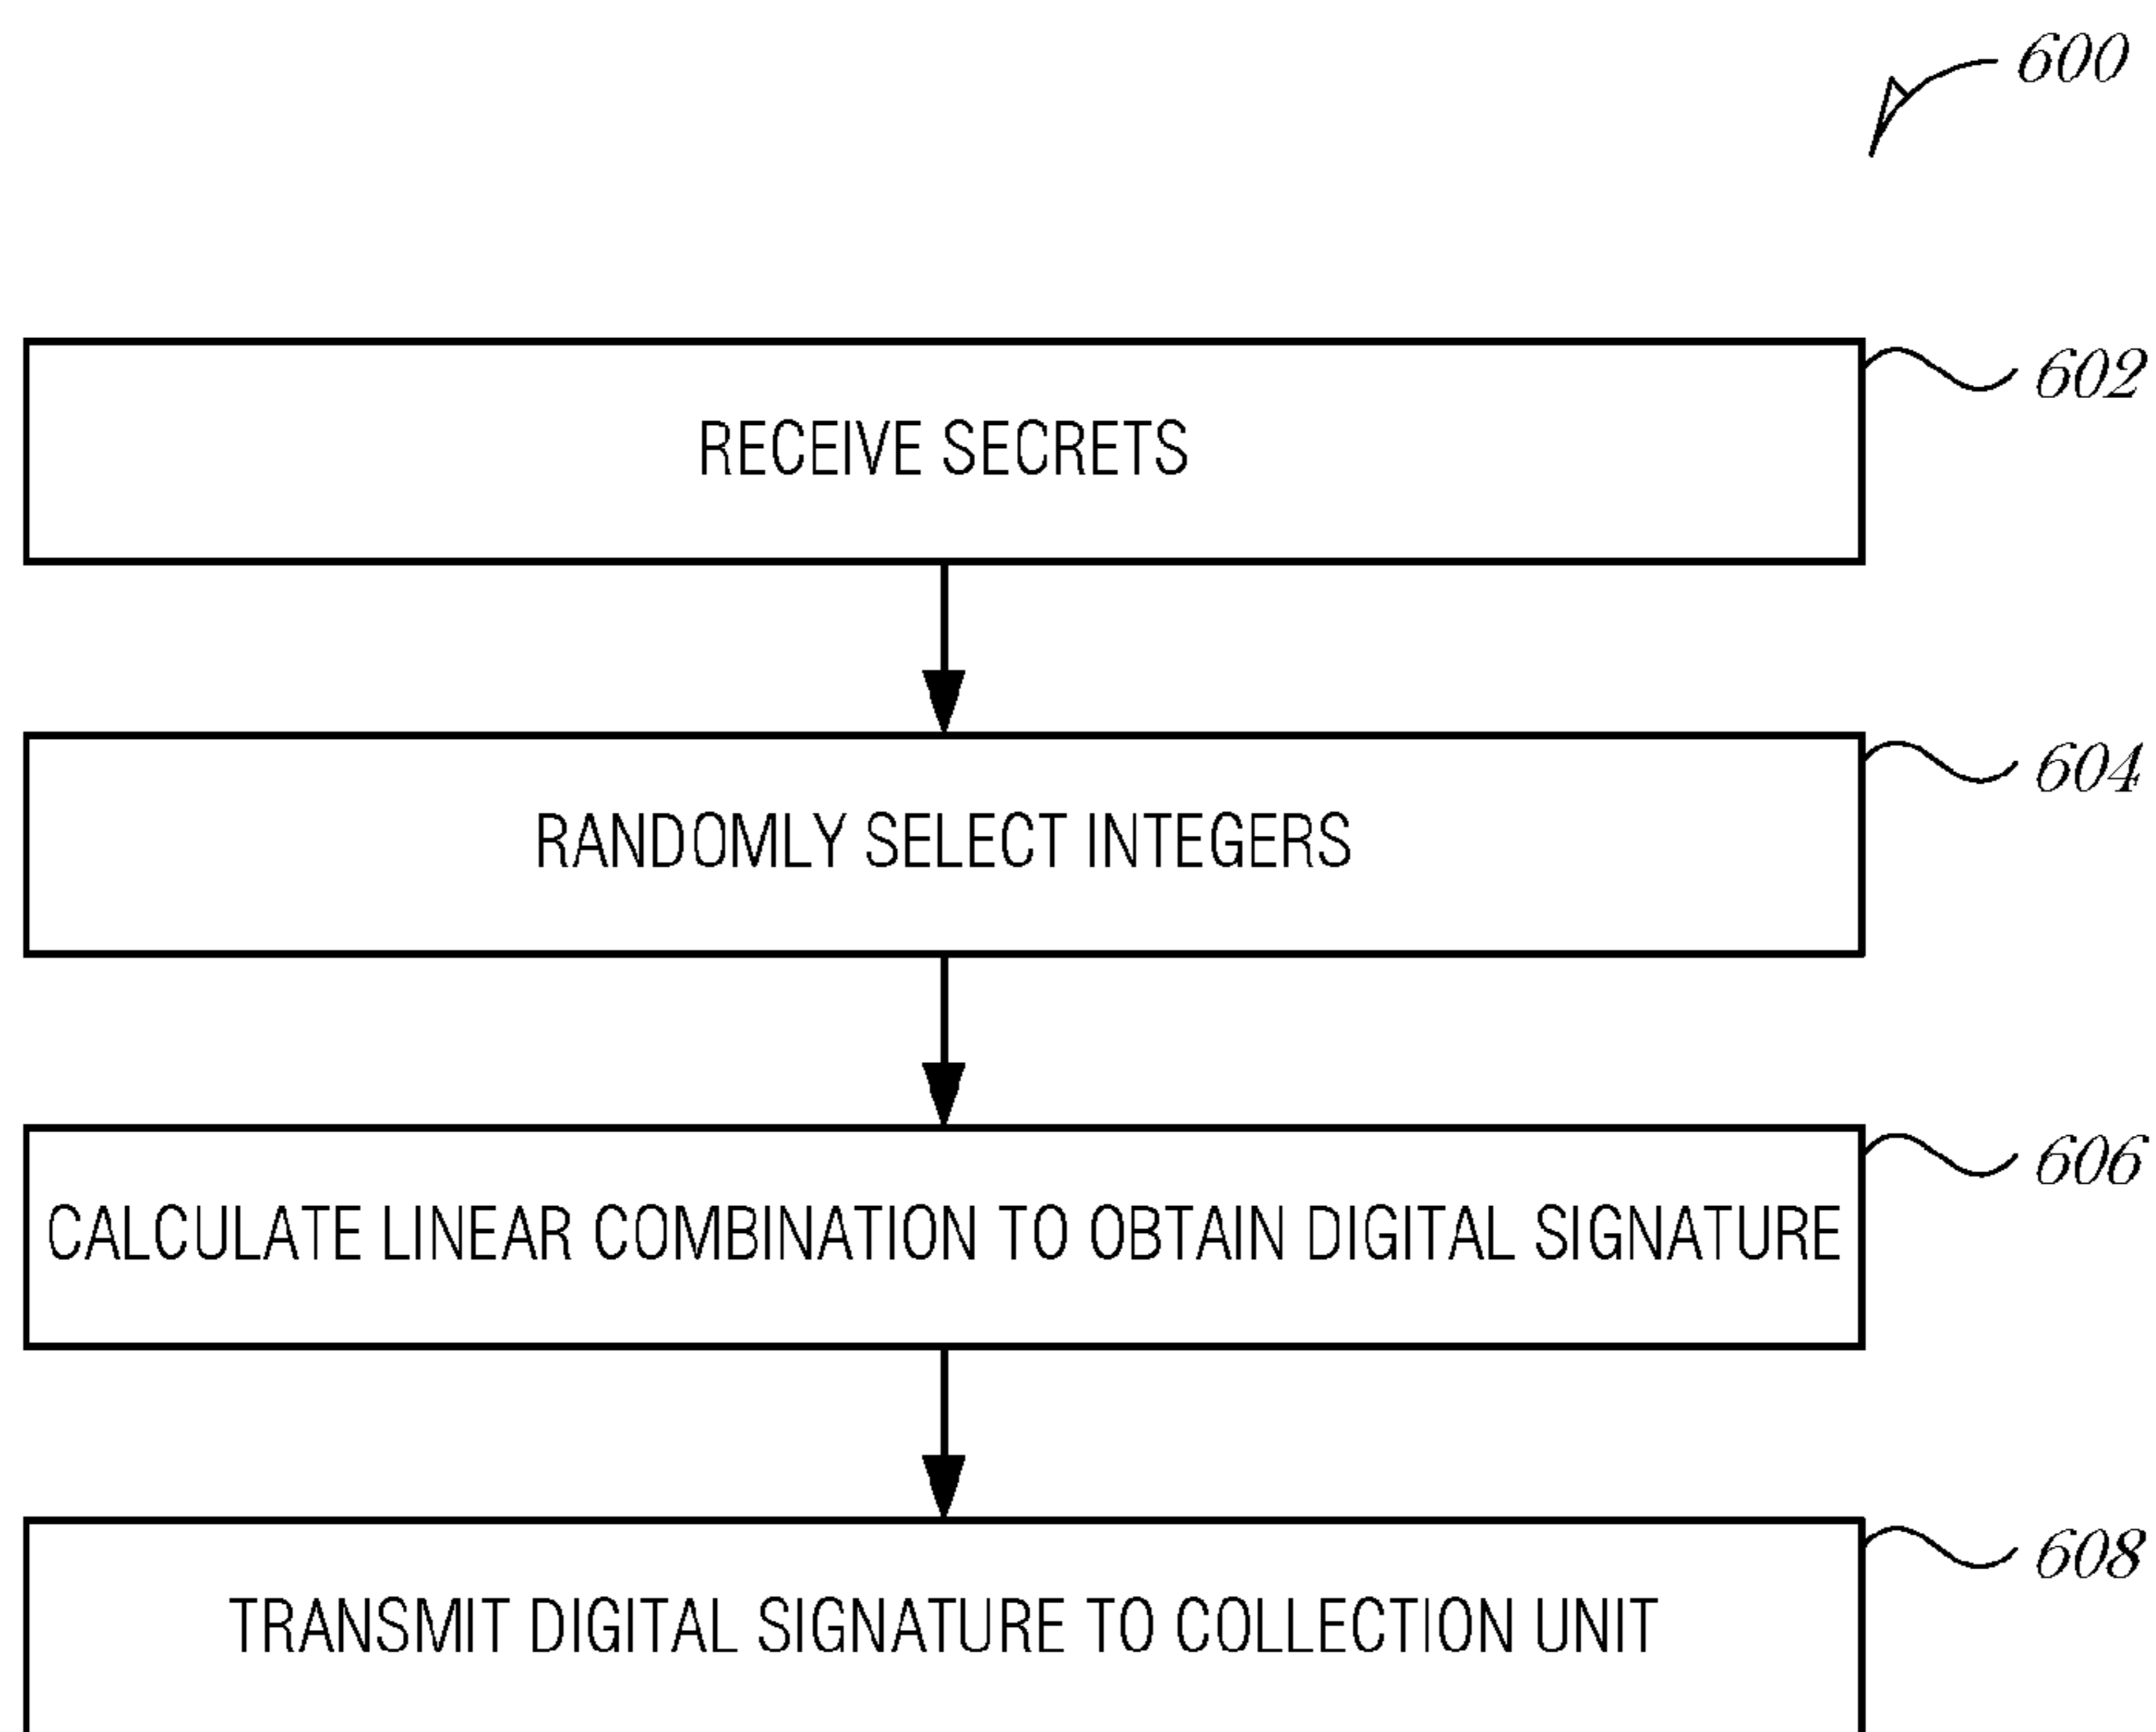 600
602
RECEIVE SECRETS
604
RANDOMLY SELECT INTEGERS
606
CALCULATE LINEAR COMBINATION TO OBTAIN DIGITAL SIGNATURE
608
TRANSMIT DIGITAL SIGNATURE TO COLLECTION UNIT